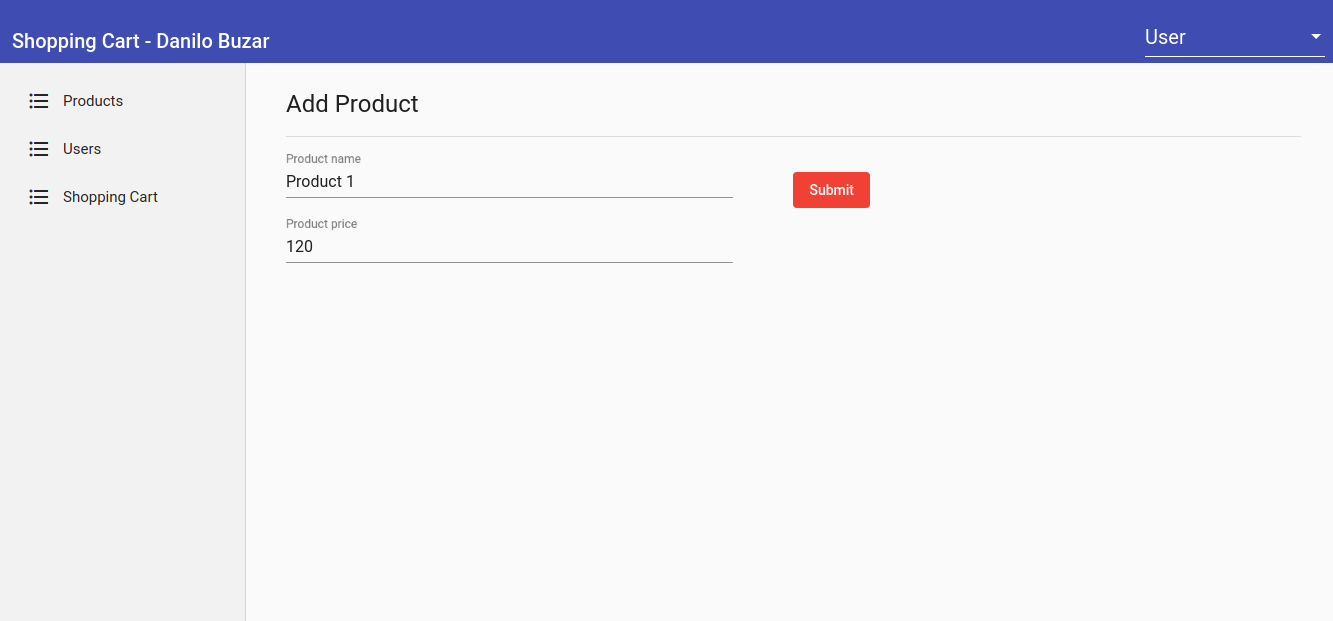 Shopping Cart - Danilo Buzar
User
Products
Users
Shopping Cart
Add Product
Product name
Product 1
Submit
Product price
120